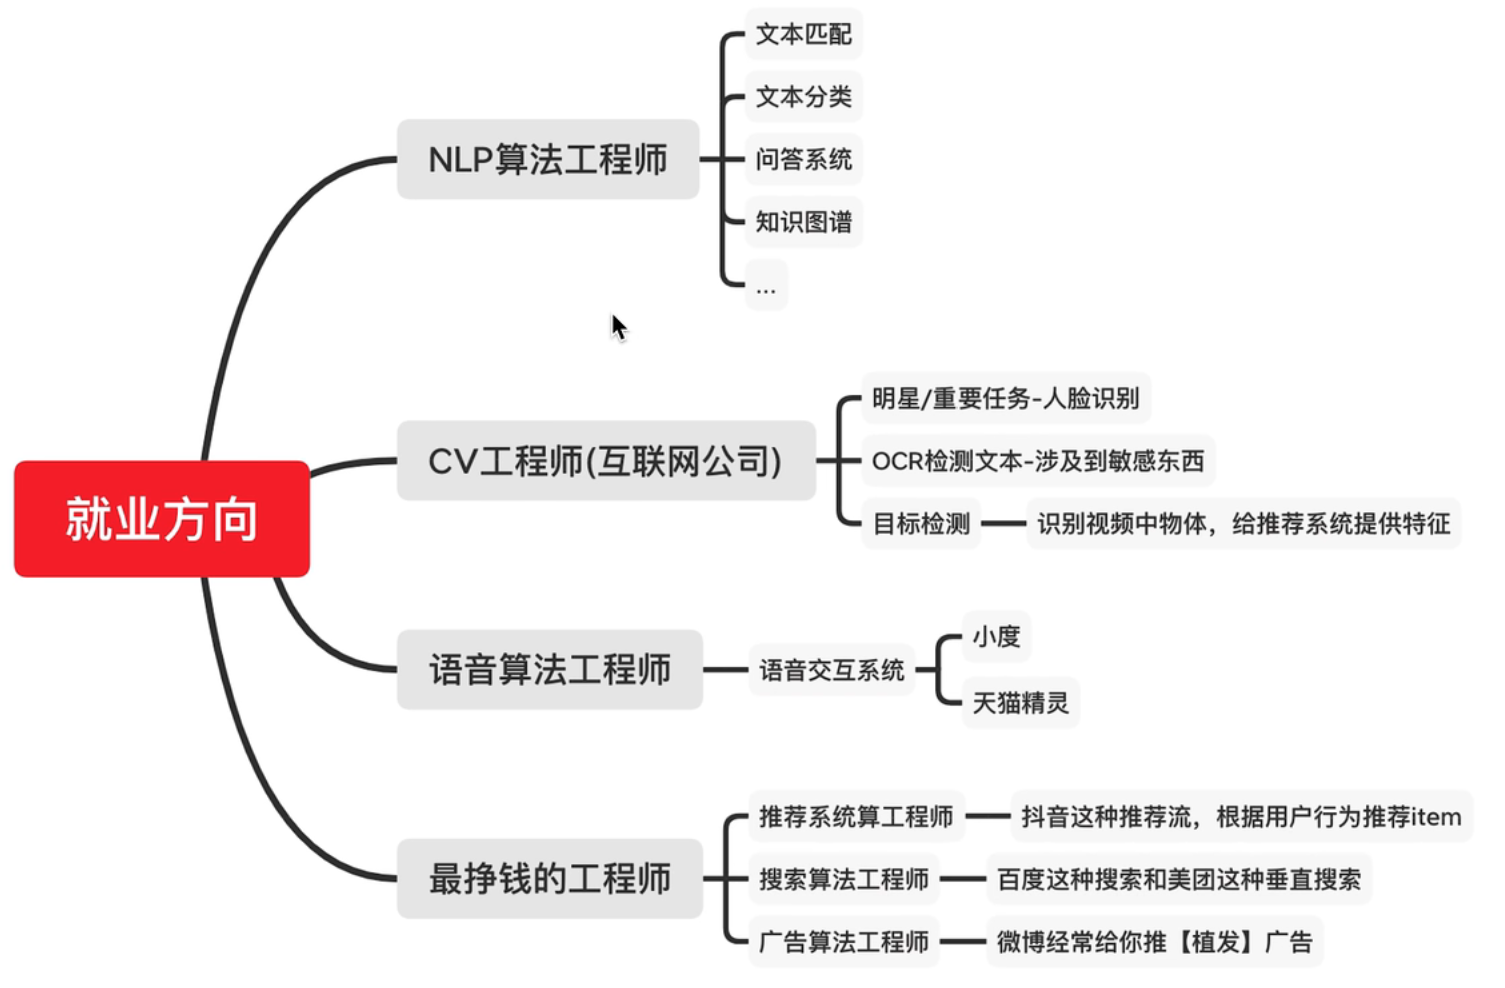 就业方向
NLP算法工程师
文本匹配
文本分类
问答系统
知识图谱
...
CV工程师(互联网公司)
明星/重要任务-人脸识别
OCR检测文本-涉及到敏感东西
目标检测
识别视频中物体，给推荐系统提供特征
语音算法工程师
语音交互系统
小度
天猫精灵
最挣钱的工程师
推荐系统算工程师
抖音这种推荐流，根据用户行为推荐item
搜索算法工程师
百度这种搜索和美团这种垂直搜索
广告算法工程师
微博经常给你推【植发】广告